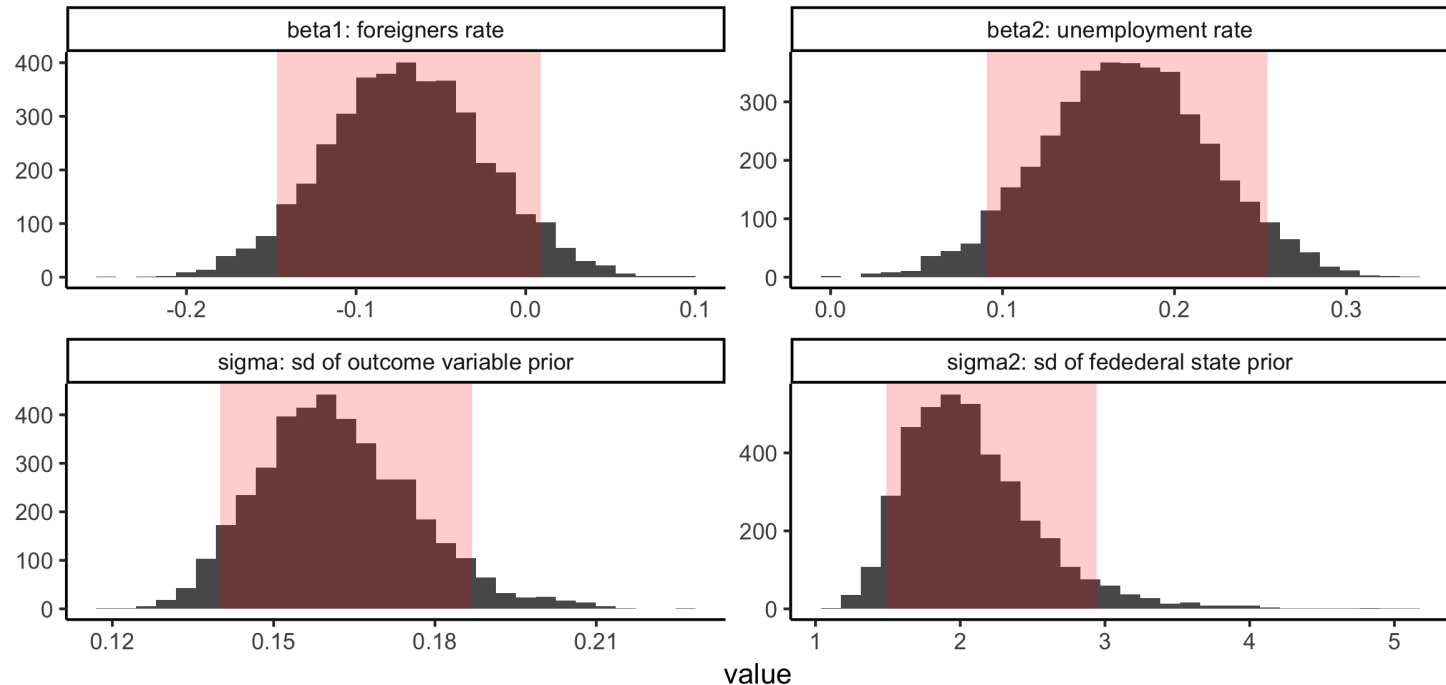 beta1: foreigners rate
beta2: unemployment rate
400
300
200
100
0
-0.2 -0.1 0.0 0.1
300
200
100
0
0.0 0.1 0.2 0.3
sigma: sd of outcome variable prior
sigma2: sd of fedederal state prior
400
300
200
100
0
0.12 0.15 0.18 0.21
400
200
0
1 2 3 4 5
value